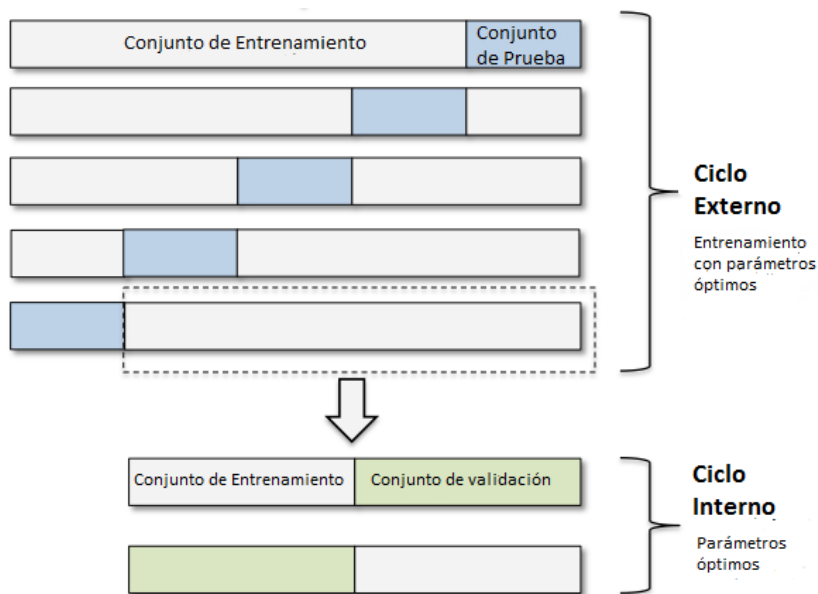 Conjunto de Entrenamiento
Conjunto
de Prueba
Ciclo
Externo
Entrenamiento
con parámetros
óptimos
Conjunto de Entrenamiento
Conjunto de validación
Ciclo
Interno
Parámetros
óptimos